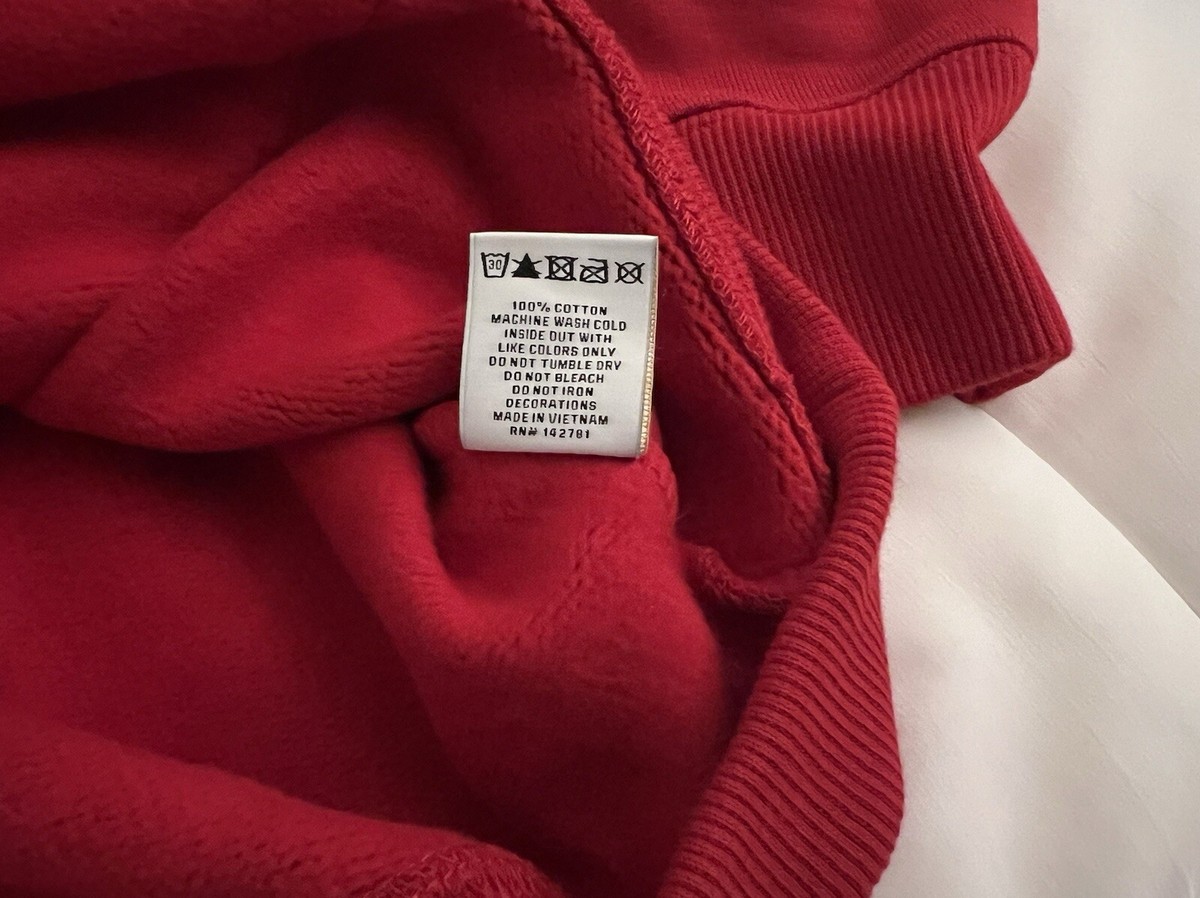 30
100% COTTON
MACHINE WASH COLD
INSIDE OUT WITH
LIKE COLORS ONLY
DO NOT TUMBLE DRY
DO NOT BLEACH
DO NOT IRON
DECORATIONS
MADE IN VIETNAM
RN# 142781